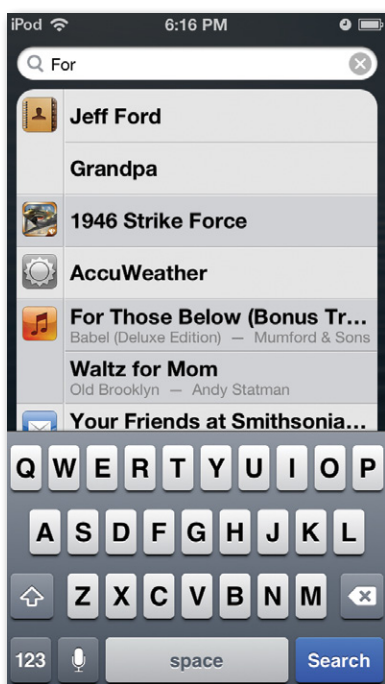 iPod 6:16 PM
For
Jeff Ford
Grandpa
1946 Strike Force
AccuWeather
For Those Below (Bonus Tr...
Babel (Deluxe Edition) — Mumford & Sons
Waltz for Mom
Old Brooklyn — Andy Statman
Your Friends at Smithsonia...
Q W E R T Y U I O P
A S D F G H J K L
Z X C V B N M
123 space Search